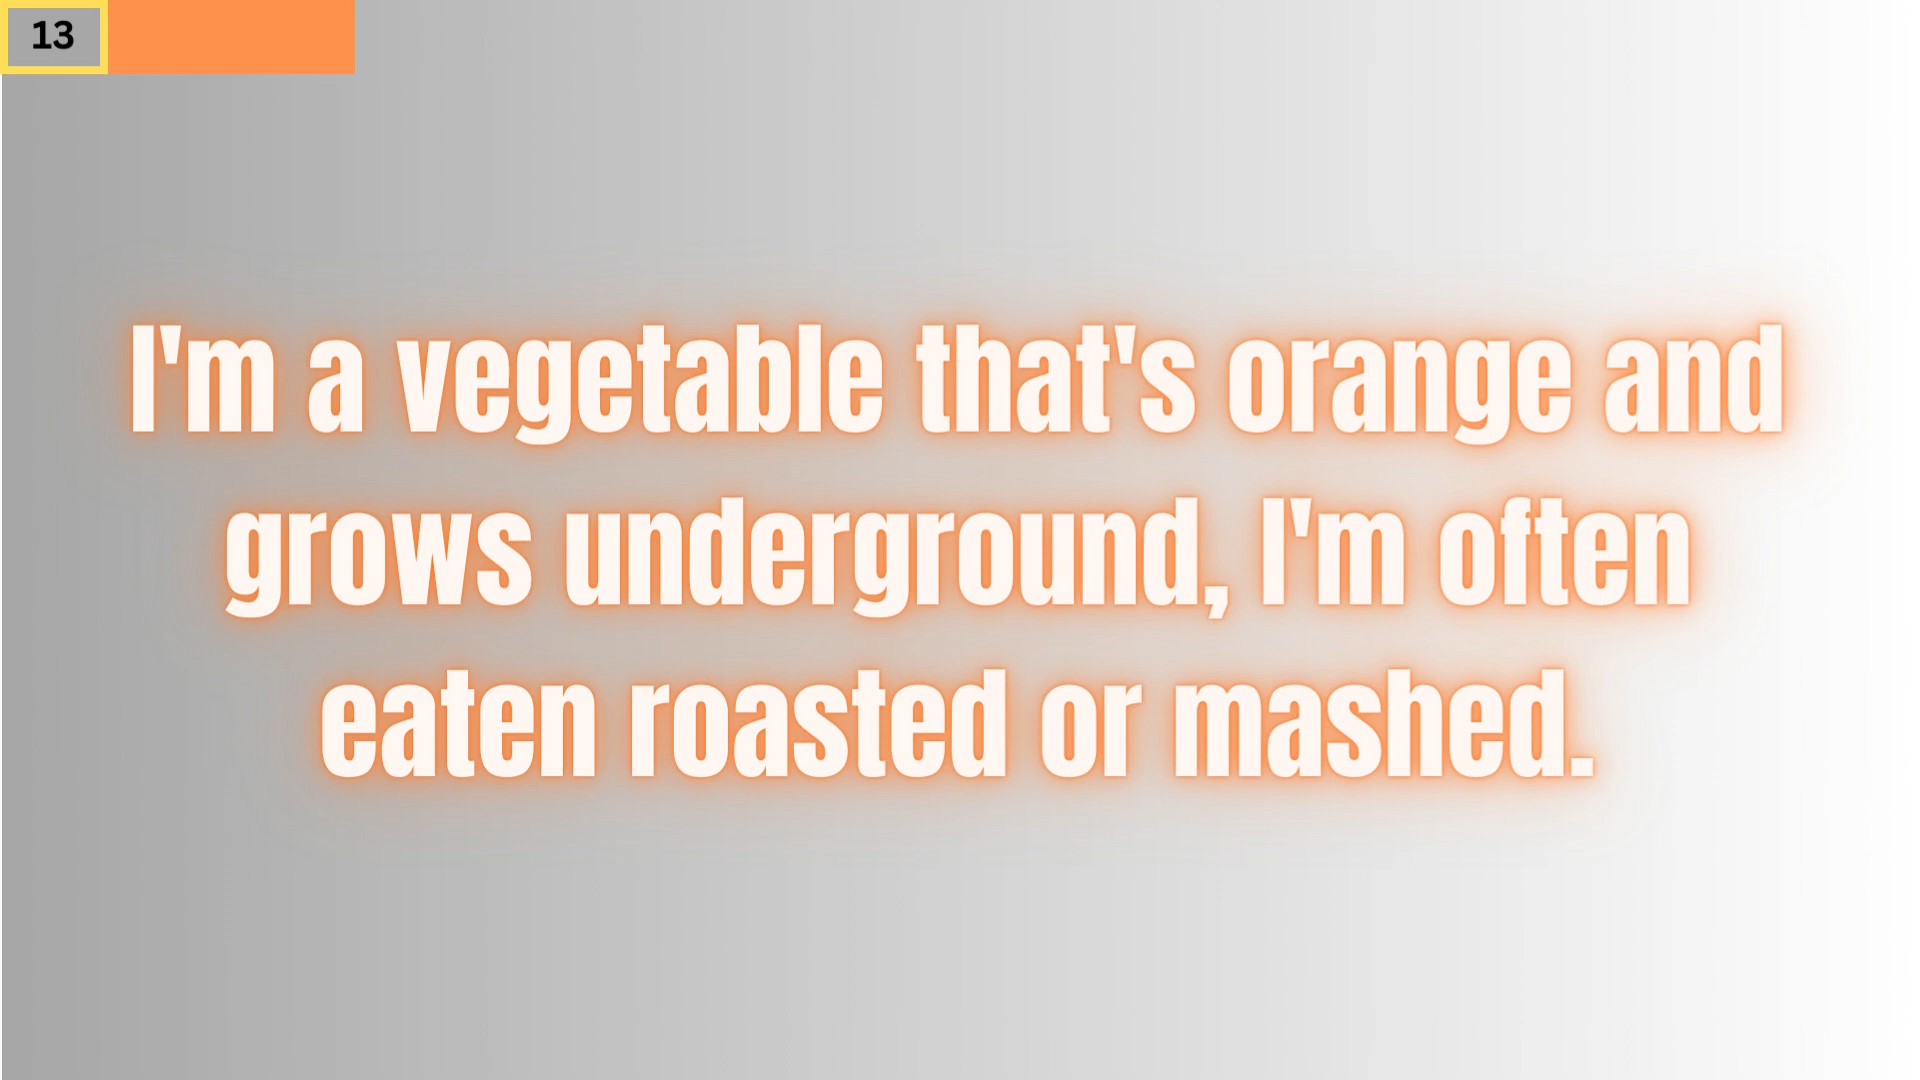 13
I'm a vegetable that's orange and
grows underground, I'm often
eaten roasted or mashed.